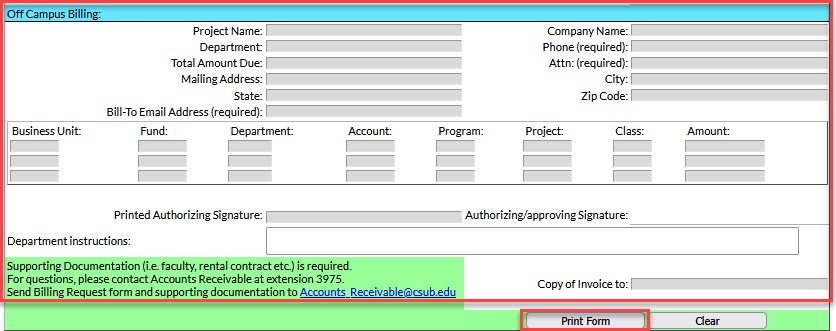 Off Campus Billing:
Project Name: Company Name:
Department: Phone (required):
Total Amount Due: Attn: (required):
Mailing Address: City:
State: Zip Code:
Bill-To Email Address (required):
Business Unit: Fund: Department: Account: Program: Project: Class: Amount:
Printed Authorizing Signature: Authorizing/approving Signature:
Department instructions:
Supporting Documentation (i.e. faculty, rental contract etc.) is required.
For questions, please contact Accounts Receivable at extension 3975.
Send Billing Request form and supporting documentation to Accounts_Receivable@csub.edu
Copy of Invoice to:
Print Form Clear